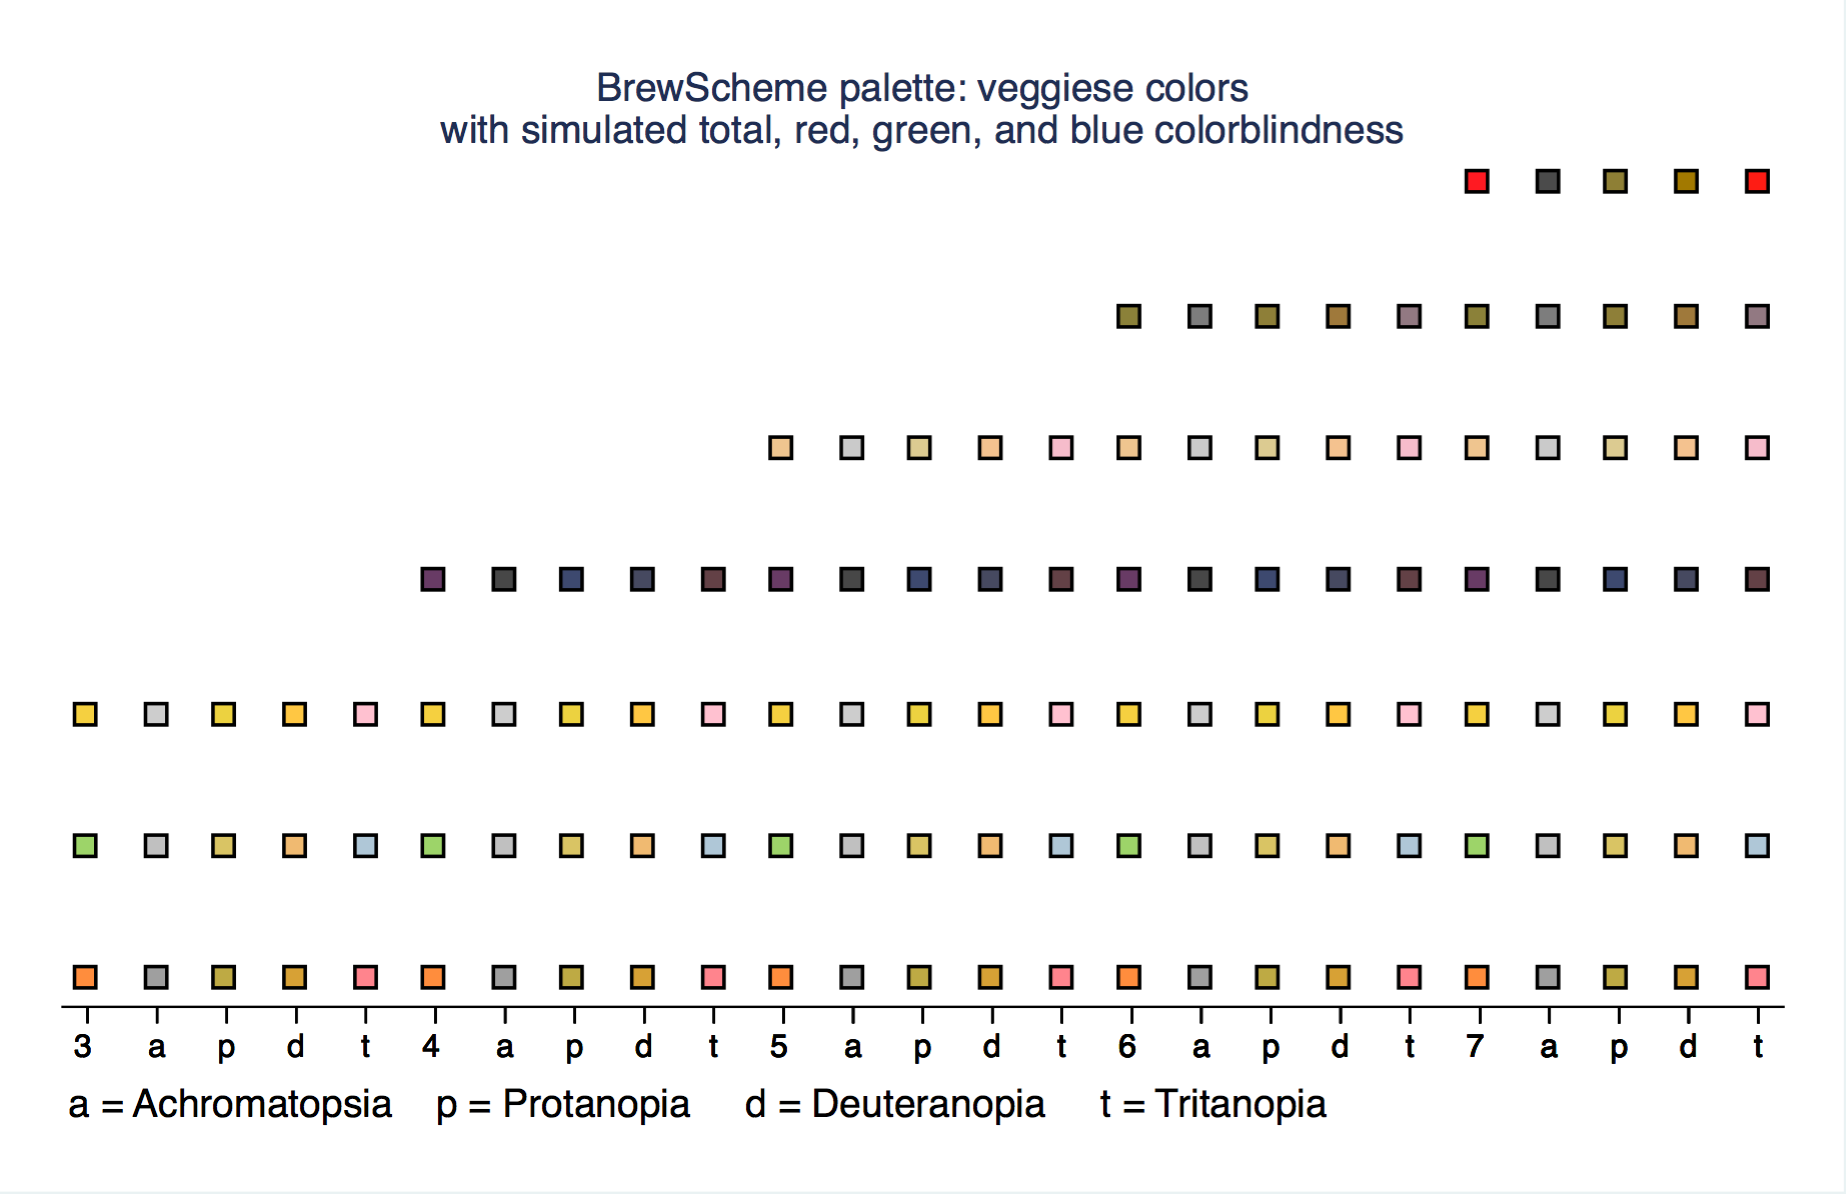 BrewScheme palette: veggiese colors
with simulated total, red, green, and blue colorblindness
3 a p d t 4 a p d t 5 a p d t 6 a p d t 7 a p d t
a = Achromatopsia p = Protanopia d = Deuteranopia t = Tritanopia